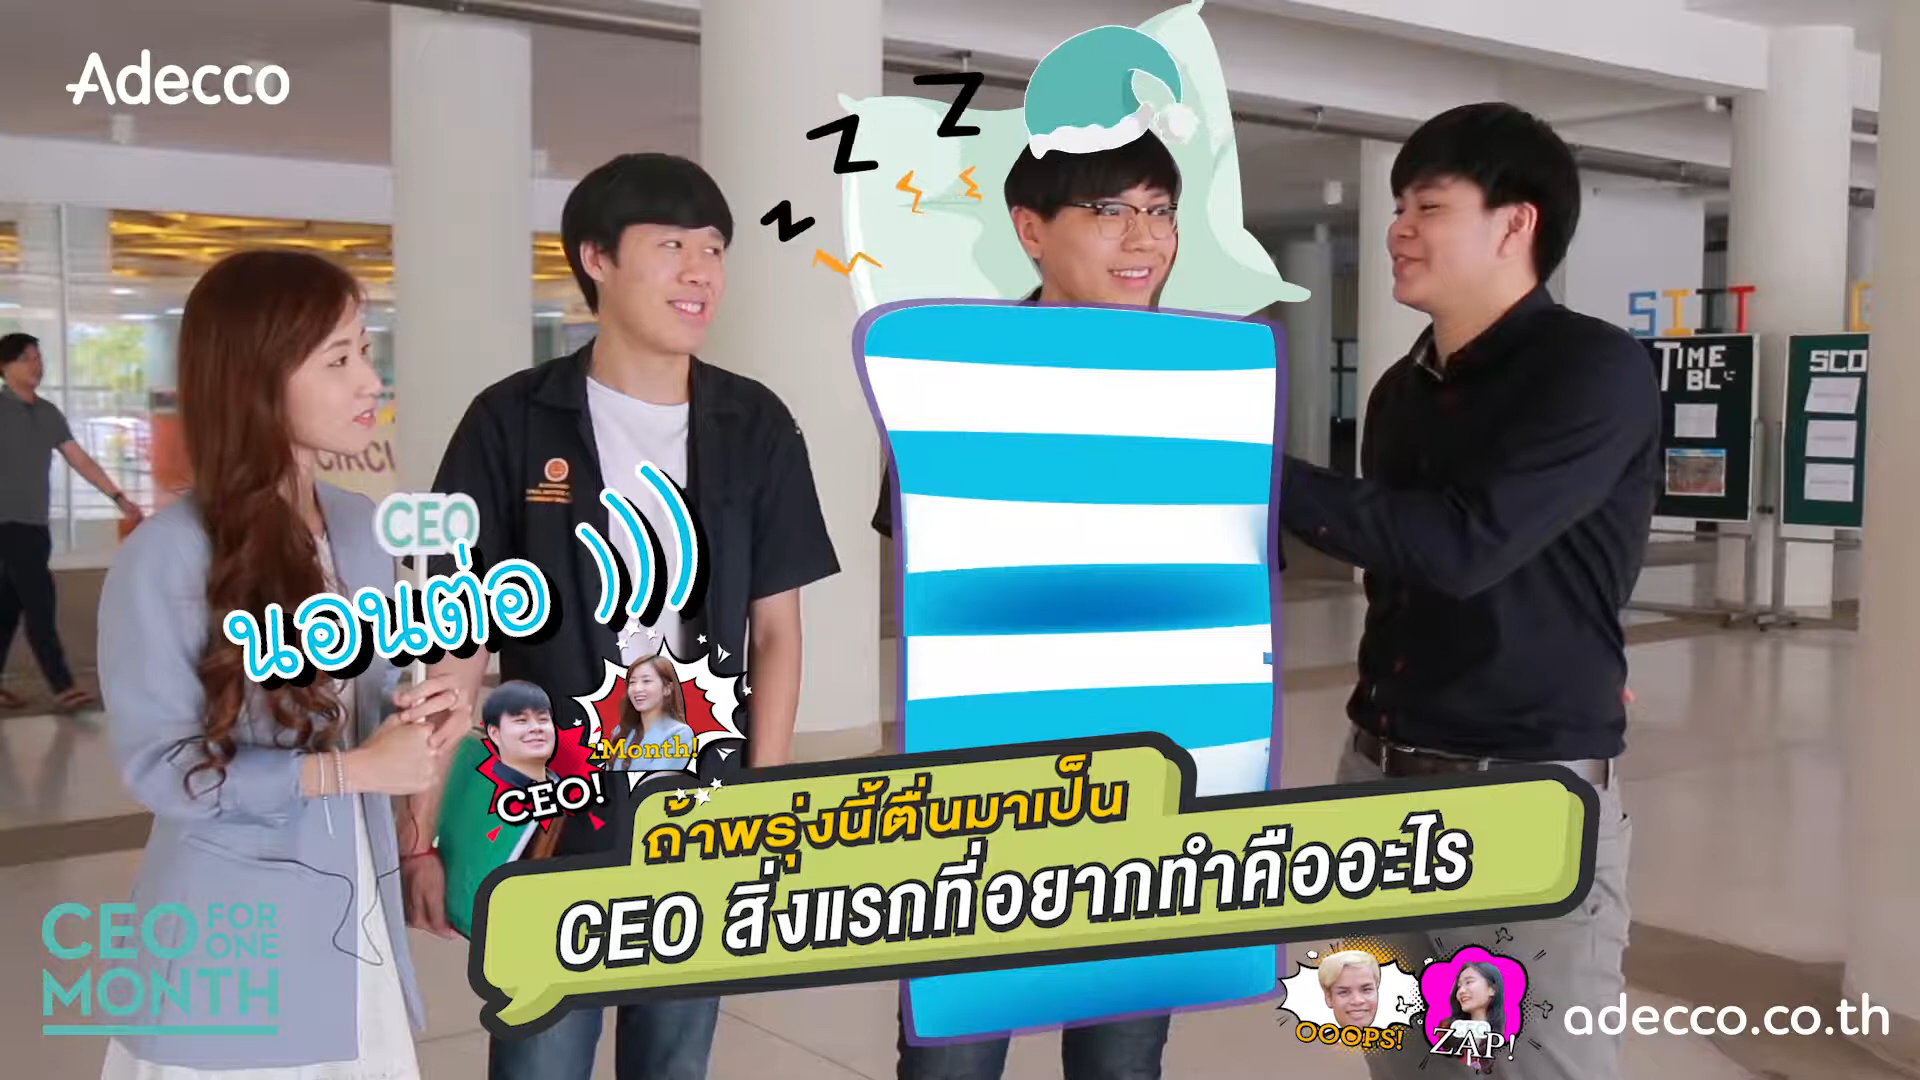 Adecco
Z
Z
Z
SIIT
TIME
BL
SCO
CIRCL
CEO
นอนต่อ )))
Month!
CEO!
ถ้าพรุ่งนี้ตื่นมาเป็น
CEO สิ่งแรกที่อยากทำคืออะไร
CEO FOR
ONE
MONTH
OOOPS!
ZAP!
adecco.co.th